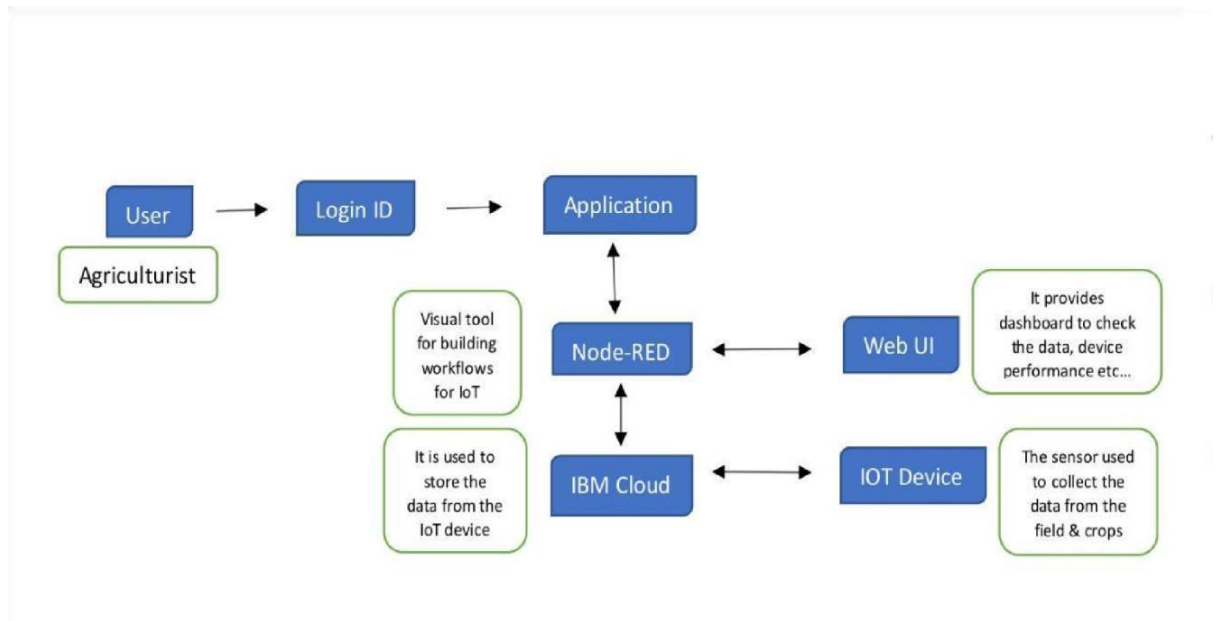 User
Agriculturist
Login ID
Application
Visual tool
for building
workflows
for IoT
Node-RED
Web UI
It provides
dashboard to check
the data, device
performance etc...
It is used to
store the
data from the
IoT device
IBM Cloud
IOT Device
The sensor used
to collect the
data from the
field & crops